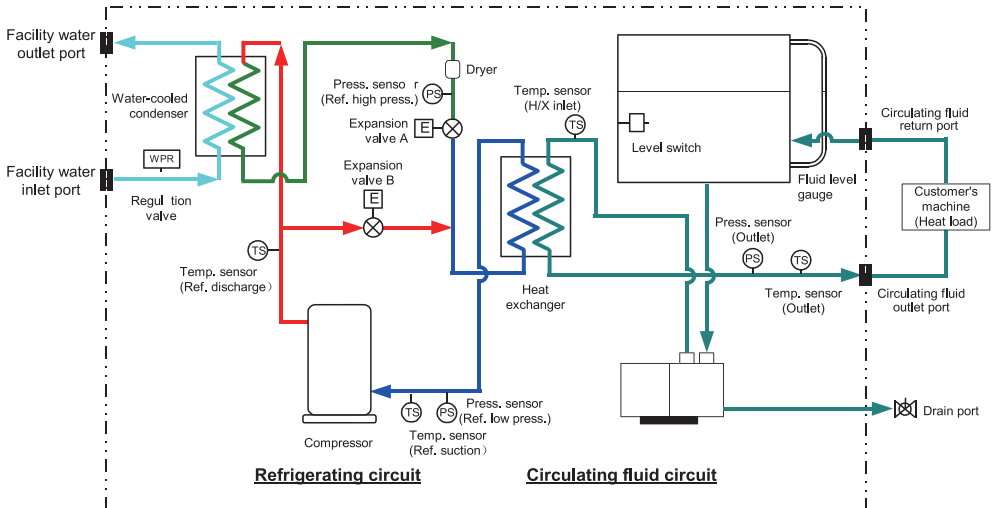 Facility water
outlet port
Water-cooled
condenser
WPR
Facility water
inlet port
Regul tion
valve
Dryer
Press. senso r
(Ref. high press.)
PS
Expansion
valve A
E
Expansion
valve B
E
TS
Temp. sensor
(Ref. discharge)
Compressor
TS
PS
Press. sensor
(Ref. low press.)
Temp. sensor
(Ref. suction)
Refrigerating circuit
Temp. sensor
(H/X inlet)
TS
Heat
exchanger
Level switch
Fluid level
gauge
Circulating fluid
return port
Customer's
machine
(Heat load)
Press. sensor
(Outlet)
PS
TS
Temp. sensor
(Outlet)
Circulating fluid
outlet port
Drain port
Circulating fluid circuit